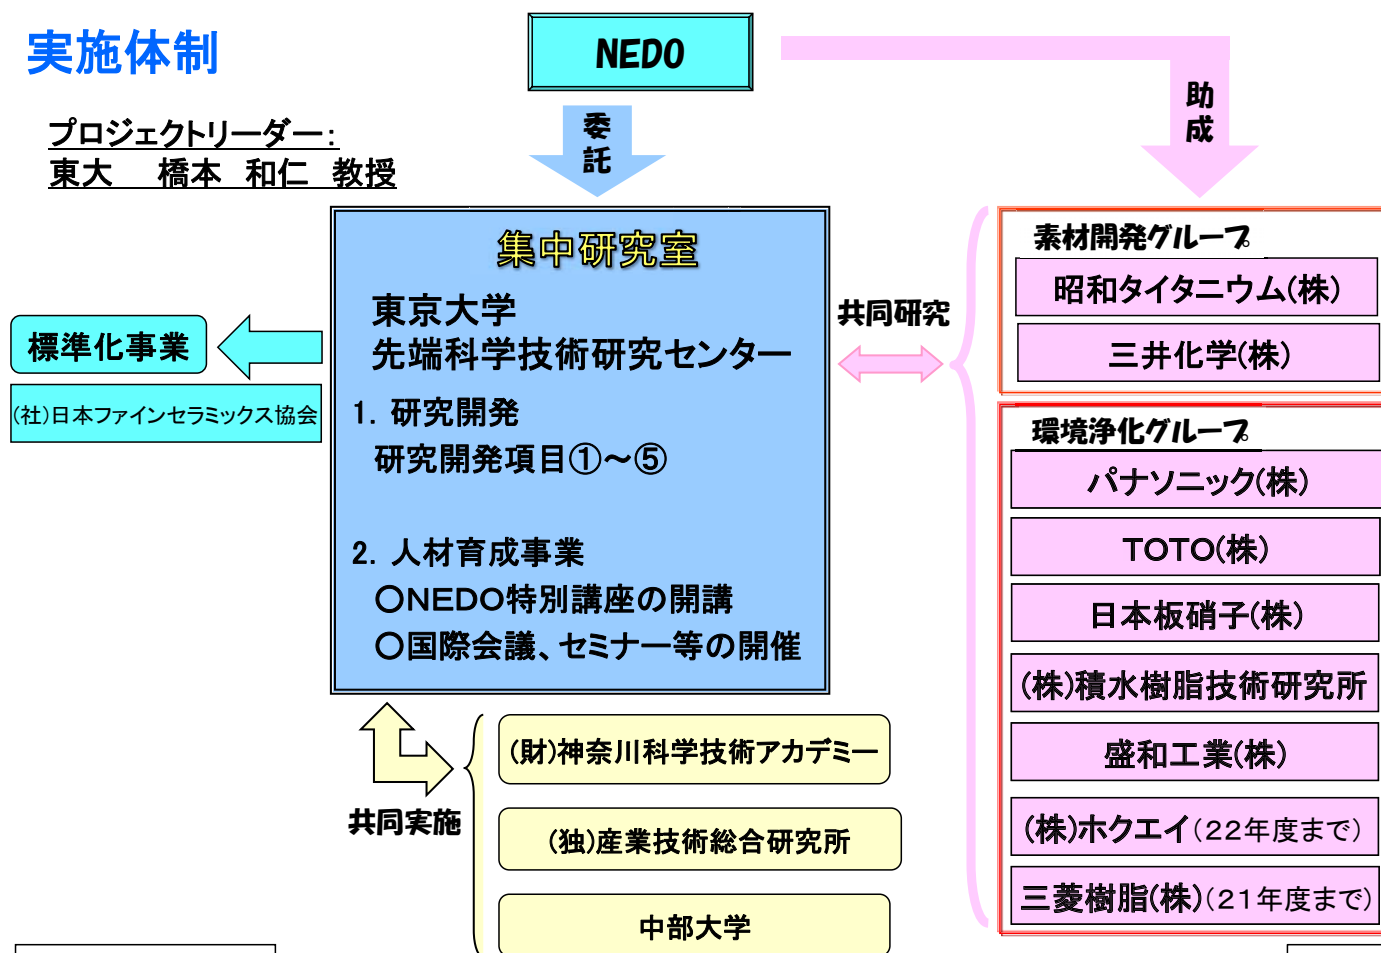 実施体制
NEDO
プロジェクトリーダー：
東大　橋本　和仁　教授
委
託
助
成
集中研究室
東京大学
先端科学技術研究センター
1. 研究開発
研究開発項目①～⑤
2. 人材育成事業
○NEDO特別講座の開講
○国際会議、セミナー等の開催
標準化事業
(社)日本ファインセラミックス協会
共同研究
素材開発グループ
昭和タイタニウム(株)
三井化学(株)
環境浄化グループ
パナソニック(株)
TOTO(株)
日本板硝子(株)
(株)積水樹脂技術研究所
盛和工業(株)
(株)ホクエイ(22年度まで)
三菱樹脂(株)(21年度まで)
共同実施
(財)神奈川科学技術アカデミー
(独)産業技術総合研究所
中部大学